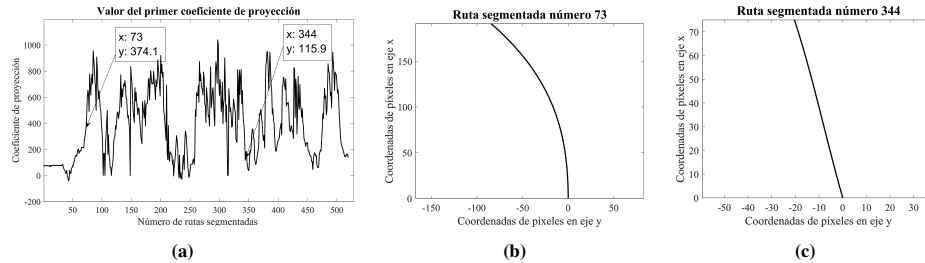 Valor del primer coeficiente de proyección
x: 73
y: 374.1
x: 344
y: 115.9
Coeficiente de proyección
1000
800
600
400
200
0
-200
50 100 150 200 250 300 350 400 450 500
Número de rutas segmentadas
(a)
Ruta segmentada número 73
Coordenadas de píxeles en eje x
150
100
50
0
-150 -100 -50 0 50
Coordenadas de píxeles en eje y
(b)
Ruta segmentada número 344
Coordenadas de píxeles en eje x
70
60
50
40
30
20
10
0
-50 -40 -30 -20 -10 0 10 20 30
Coordenadas de píxeles en eje y
(c)